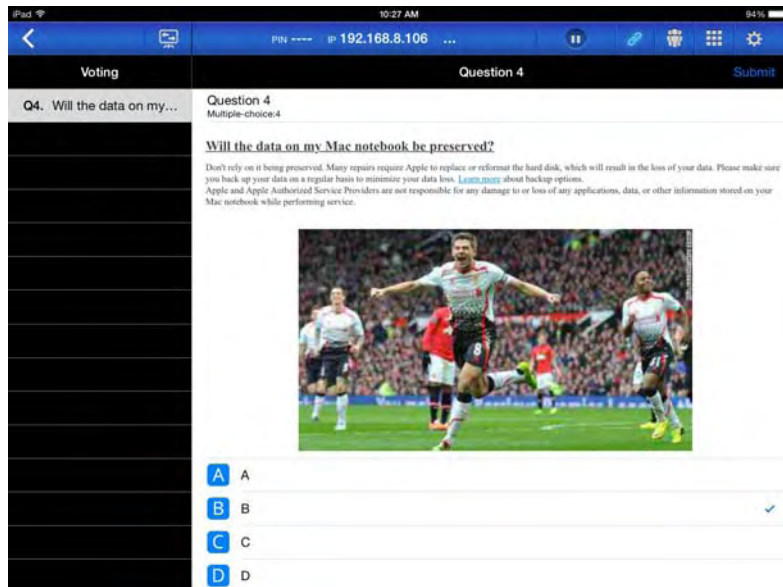 iPad
10:27 AM
94%
PIN ---- IP 192.168.8.106 ...
Voting
Question 4
Submit
Q4. Will the data on my...
Question 4
Multiple-choice:4
Will the data on my Mac notebook be preserved?
Don't rely on it being preserved. Many repairs require Apple to replace or reformat the hard disk, which will result in the loss of your data. Please make sure
you back up your data on a regular basis to minimize your data loss. Learn more about backup options.
Apple and Apple Authorized Service Providers are not responsible for any damage to or loss of any applications, data, or other information stored on your
Mac notebook while performing service.
8
A A
B B
C C
D D